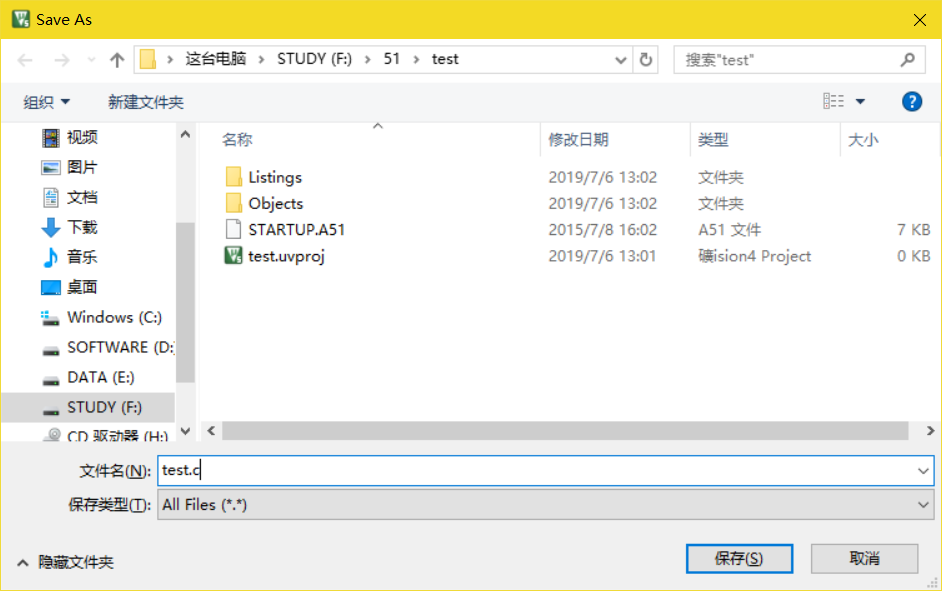 Save As
这台电脑 STUDY (F:) 51 test 搜索"test"
组织 新建文件夹
名称 修改日期 类型 大小
视频
图片
文档
下载
音乐
桌面
Windows (C:)
SOFTWARE (D:
DATA (E:)
STUDY (F:)
CD 驱动器 (H:)
Listings 2019/7/6 13:02 文件夹
Objects 2019/7/6 13:02 文件夹
STARTUP.A51 2015/7/8 16:02 A51 文件 7 KB
test.uvproj 2019/7/6 13:01 礦ision4 Project 0 KB
文件名(N): test.c
保存类型(T): All Files (*.*)
隐藏文件夹 保存(S) 取消